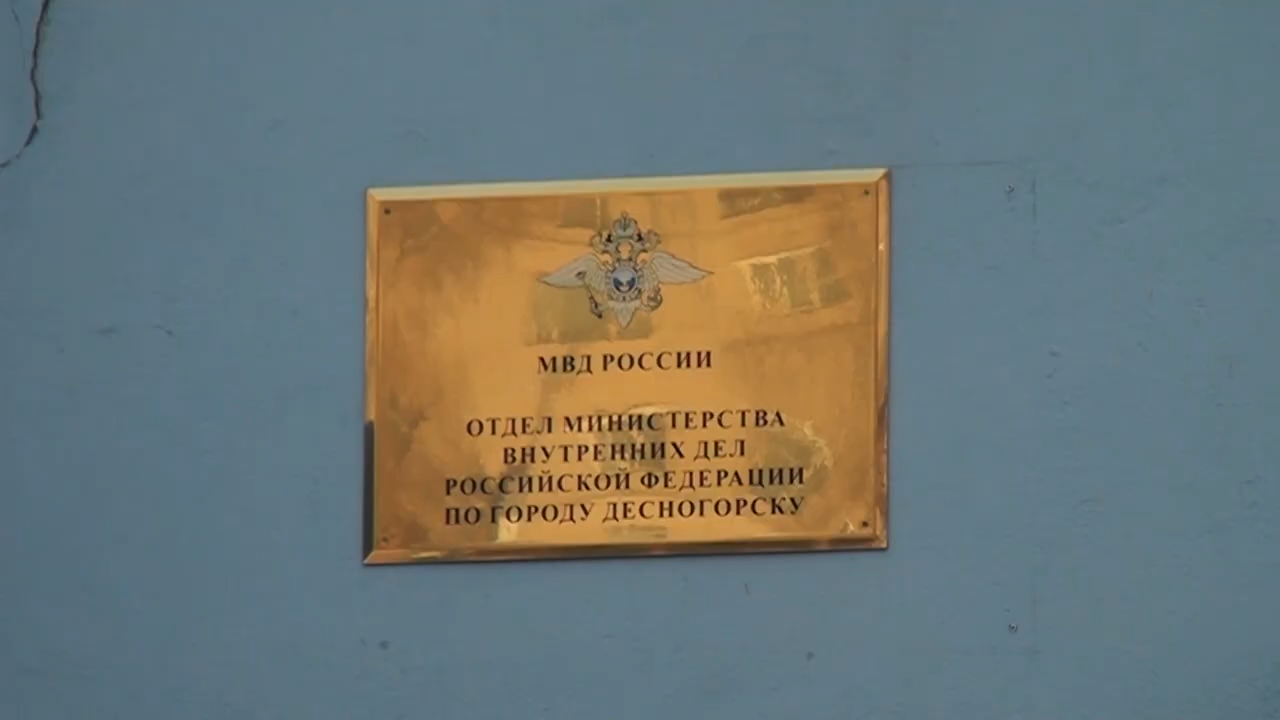 МВД РОССИИ
ОТДЕЛ МИНИСТЕРСТВА
ВНУТРЕННИХ ДЕЛ
РОССИЙСКОЙ ФЕДЕРАЦИИ
ПО ГОРОДУ ДЕСНОГОРСКУ